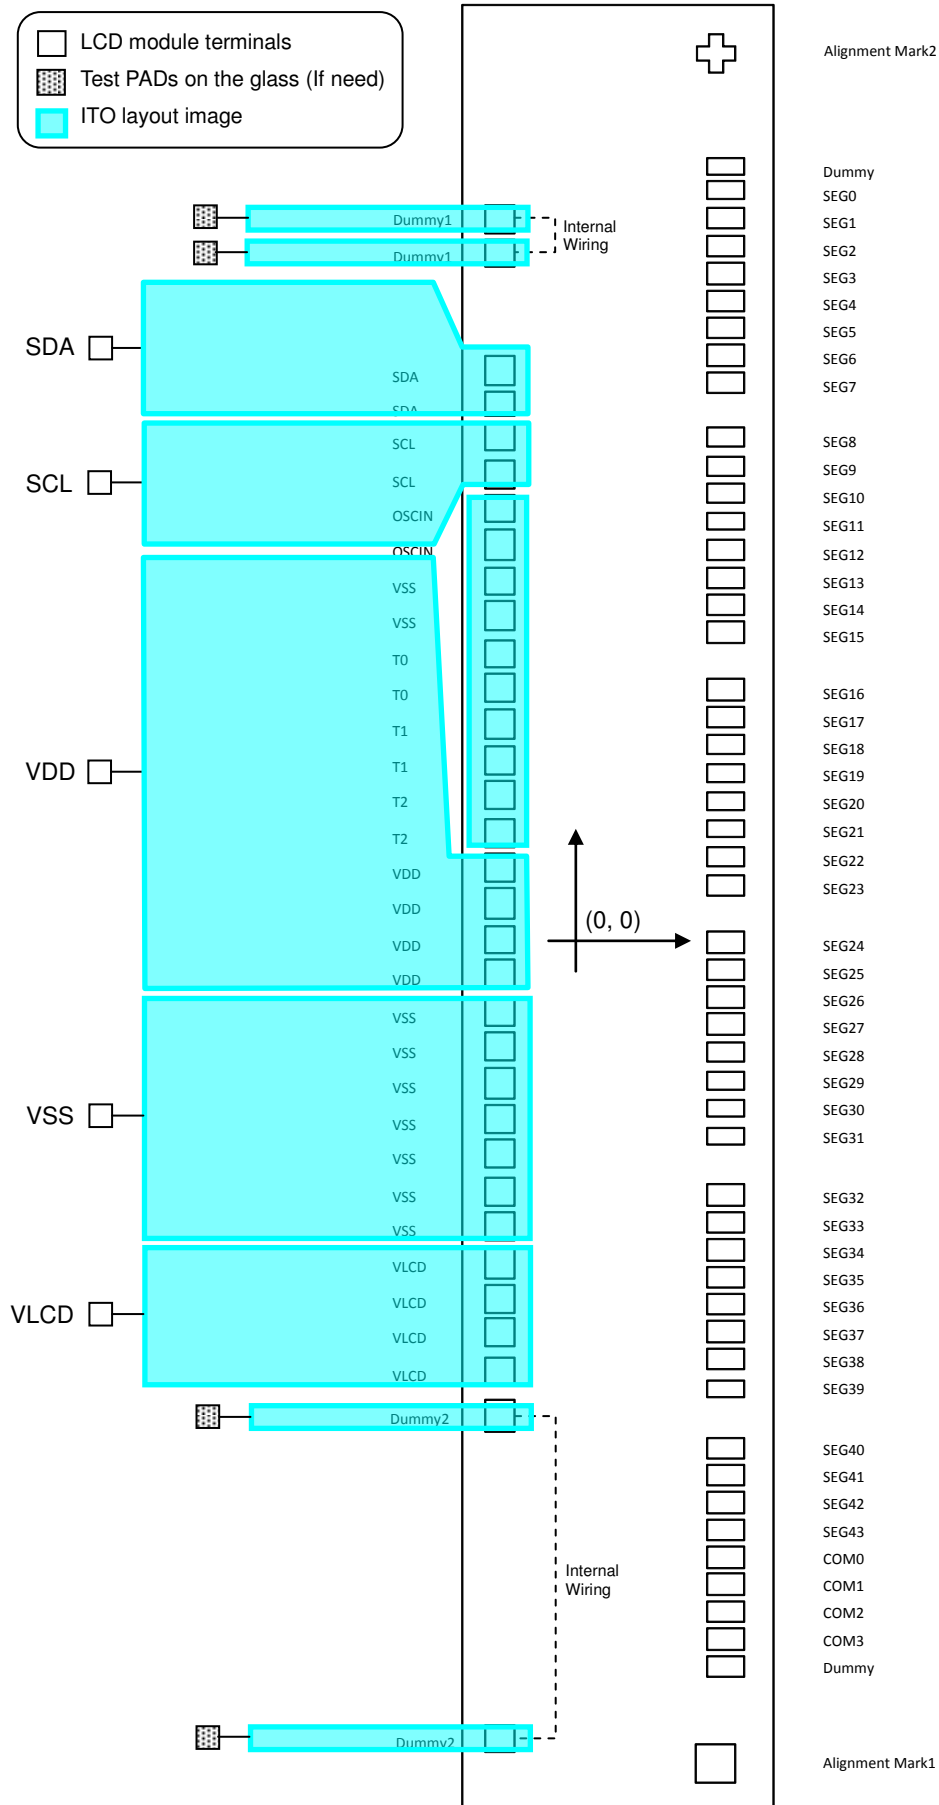 LCD module terminals
Test PADs on the glass (If need)
ITO layout image
Alignment Mark2
Dummy
SEG0
Dummy1
SEG1
Internal
Wiring
SEG2
Dummy1
SEG3
SEG4
SEG5
SDA
SEG6
SDA
SEG7
SDA
SCL
SEG8
SEG9
SCL
SCL
SEG10
OSCIN
SEG11
OSCIN
SEG12
VSS
SEG13
SEG14
VSS
SEG15
T0
T0
SEG16
SEG17
T1
SEG18
VDD
T1
SEG19
T2
SEG20
SEG21
T2
SEG22
VDD
SEG23
VDD
(0, 0)
VDD
SEG24
SEG25
VDD
SEG26
VSS
SEG27
VSS
SEG28
SEG29
VSS
SEG30
VSS
VSS
SEG31
VSS
VSS
SEG32
VSS
SEG33
SEG34
VLCD
SEG35
VLCD
SEG36
VLCD
VLCD
SEG37
SEG38
VLCD
SEG39
Dummy2
SEG40
SEG41
SEG42
SEG43
COM0
Internal
Wiring
COM1
COM2
COM3
Dummy
Dummy2
Alignment Mark1